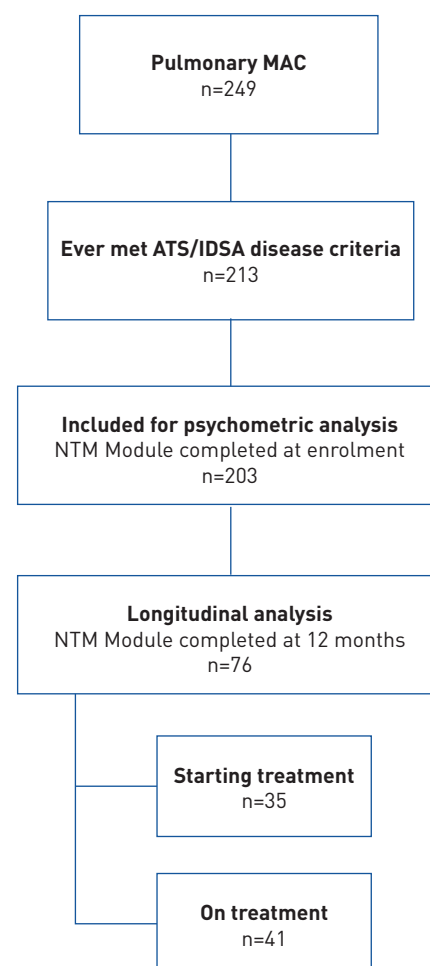 Pulmonary MAC
n=249
Ever met ATS/IDSA disease criteria
n=213
Included for psychometric analysis
NTM Module completed at enrolment
n=203
Longitudinal analysis
NTM Module completed at 12 months
n=76
Starting treatment
n=35
On treatment
n=41